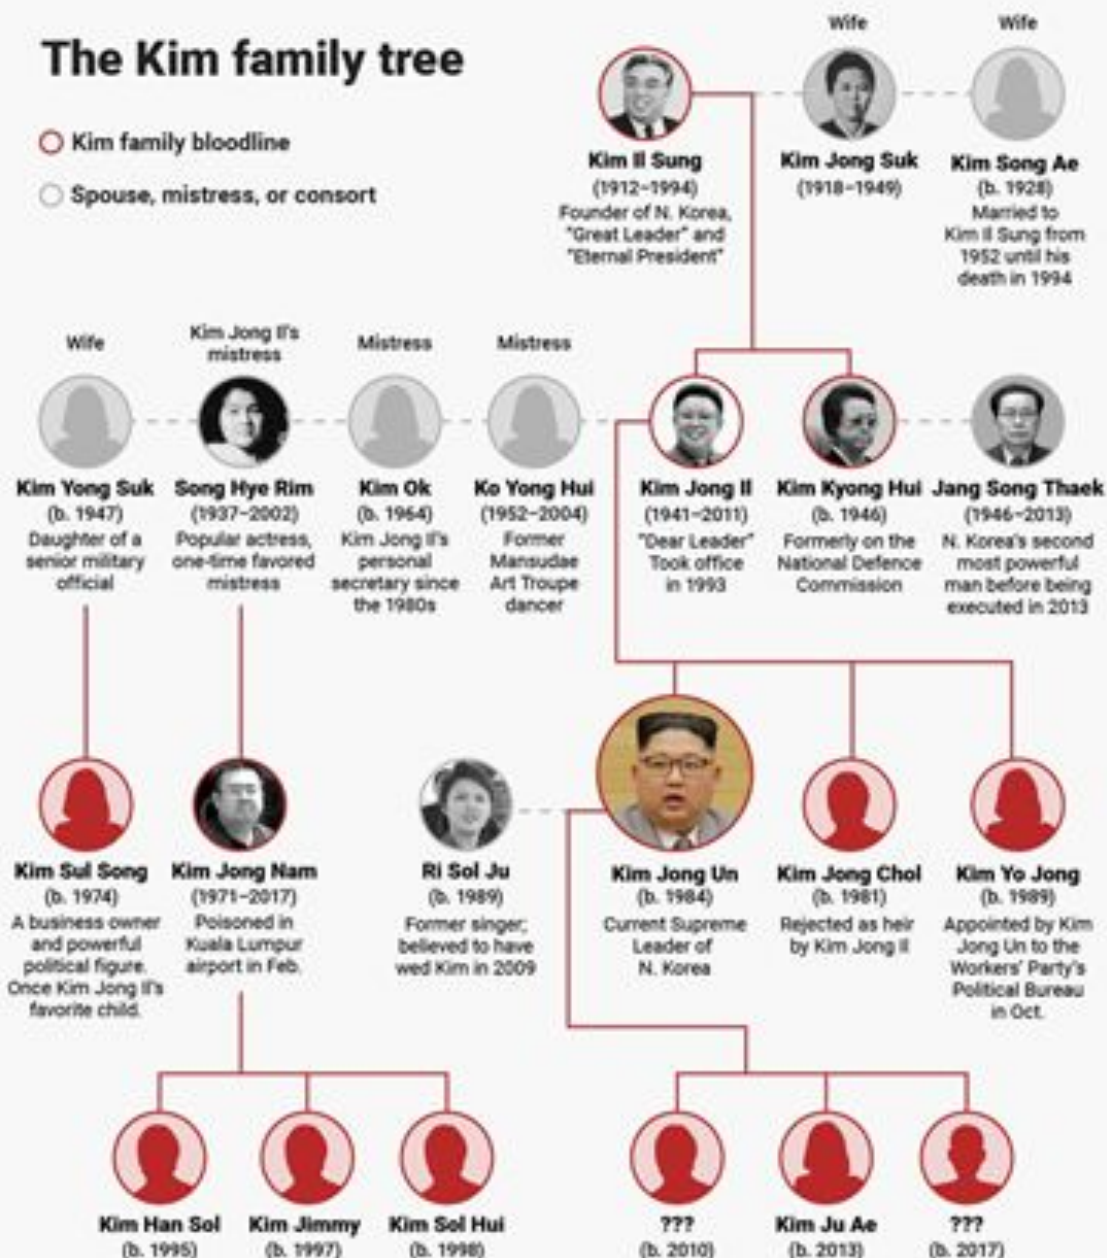 The Kim family tree
Kim family bloodline
Spouse, mistress, or consort
Wife
Wife
Kim Il Sung
(1912–1994)
Founder of N. Korea,
"Great Leader" and
"Eternal President"
Kim Jong Suk
(1918–1949)
Kim Song Ae
(b. 1928)
Married to
Kim Il Sung from
1952 until his
death in 1994
Wife
Kim Jong Il's
mistress
Mistress
Mistress
Kim Yong Suk
(b. 1947)
Daughter of a
senior military
official
Song Hye Rim
(1937–2002)
Popular actress,
one-time favored
mistress
Kim Ok
(b. 1964)
Kim Jong Il's
personal
secretary since
the 1980s
Ko Yong Hui
(1952–2004)
Former
Mansudae
Art Troupe
dancer
Kim Jong Il
(1941–2011)
"Dear Leader"
Took office
in 1993
Kim Kyong Hui
(b. 1946)
Formerly on the
National Defence
Commission
Jang Song Thaek
(1946–2013)
N. Korea's second
most powerful
man before being
executed in 2013
Kim Sul Song
(b. 1974)
A business owner
and powerful
political figure.
Once Kim Jong Il's
favorite child.
Kim Jong Nam
(1971–2017)
Poisoned in
Kuala Lumpur
airport in Feb.
Ri Sol Ju
(b. 1989)
Former singer;
believed to have
wed Kim in 2009
Kim Jong Un
(b. 1984)
Current Supreme
Leader of
N. Korea
Kim Jong Chol
(b. 1981)
Rejected as heir
by Kim Jong Il
Kim Yo Jong
(b. 1989)
Appointed by Kim
Jong Un to the
Workers' Party's
Political Bureau
in Oct.
Kim Han Sol
(b. 1995)
Kim Jimmy
(b. 1997)
Kim Sol Hui
(b. 1998)
???
(b. 2010)
Kim Ju Ae
(b. 2013)
???
(b. 2017)